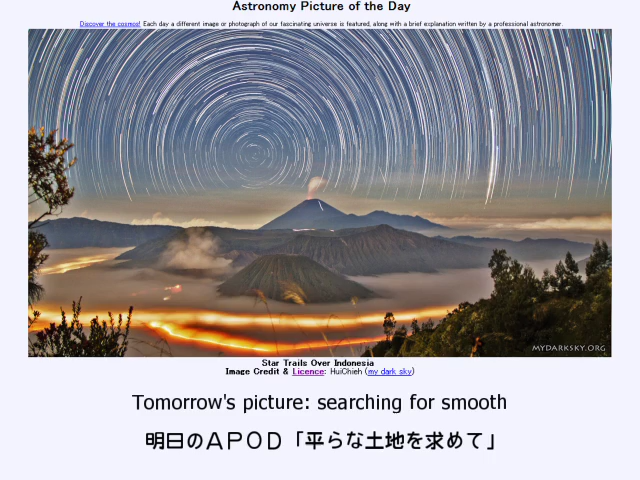 Astronomy Picture of the Day
Discover the cosmos! Each day a different image or photograph of our fascinating universe is featured, along with a brief explanation written by a professional astronomer.
MYDARKSKY.ORG
Star Trails Over Indonesia
Image Credit & Licence: HuiChieh (my dark sky)
Tomorrow's picture: searching for smooth
明日のＡＰＯＤ「平らな土地を求めて」